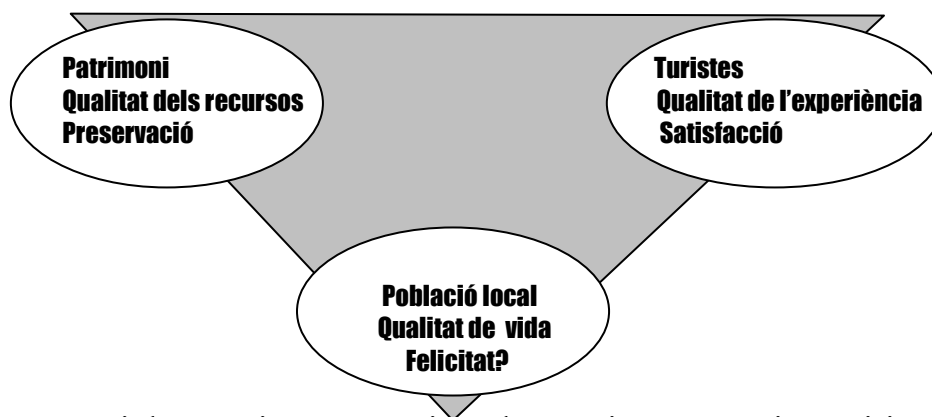 Patrimoni
Qualitat dels recursos
Preservació
Turistes
Qualitat de l'experiència
Satisfacció
Població local
Qualitat de vida
Felicitat?